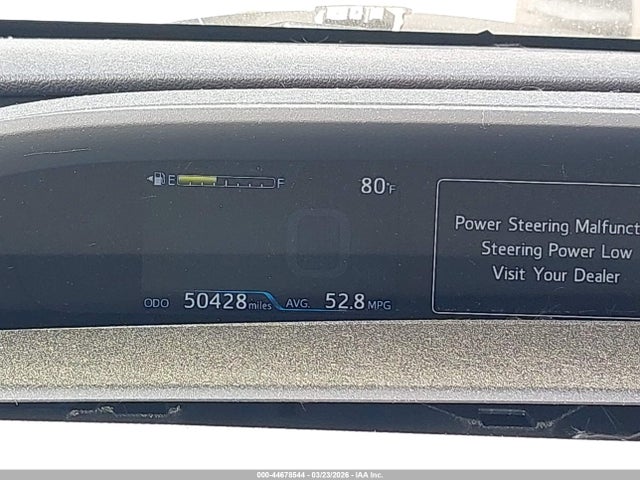 E F 80°F
Power Steering Malfunct
Steering Power Low
Visit Your Dealer
ODO 50428 miles AVG. 52.8 MPG
000-44678544 - 03/23/2026 - IAA Inc.